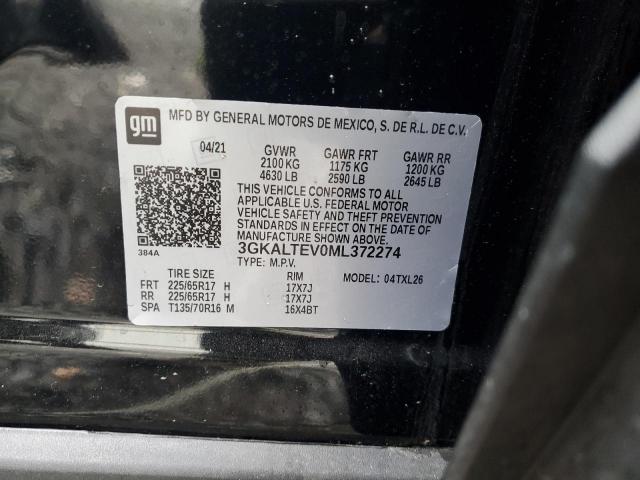 gm
MFD BY GENERAL MOTORS DE MEXICO, S. DE R.L. DE C.V.
04/21 GVWR GAWR FRT GAWR RR
2100 KG 1175 KG 1200 KG
4630 LB 2590 LB 2645 LB
THIS VEHICLE CONFORMS TO ALL
APPLICABLE U.S. FEDERAL MOTOR
VEHICLE SAFETY AND THEFT PREVENTION
STANDARDS IN EFFECT ON THE DATE OF
MANUFACTURE SHOWN ABOVE.
384A
3GKALTEV0ML372274
TYPE: M.P.V. MODEL: 04TXL26
TIRE SIZE RIM
FRT 225/65R17 H 17X7J
RR 225/65R17 H 17X7J
SPA T135/70R16 M 16X4BT